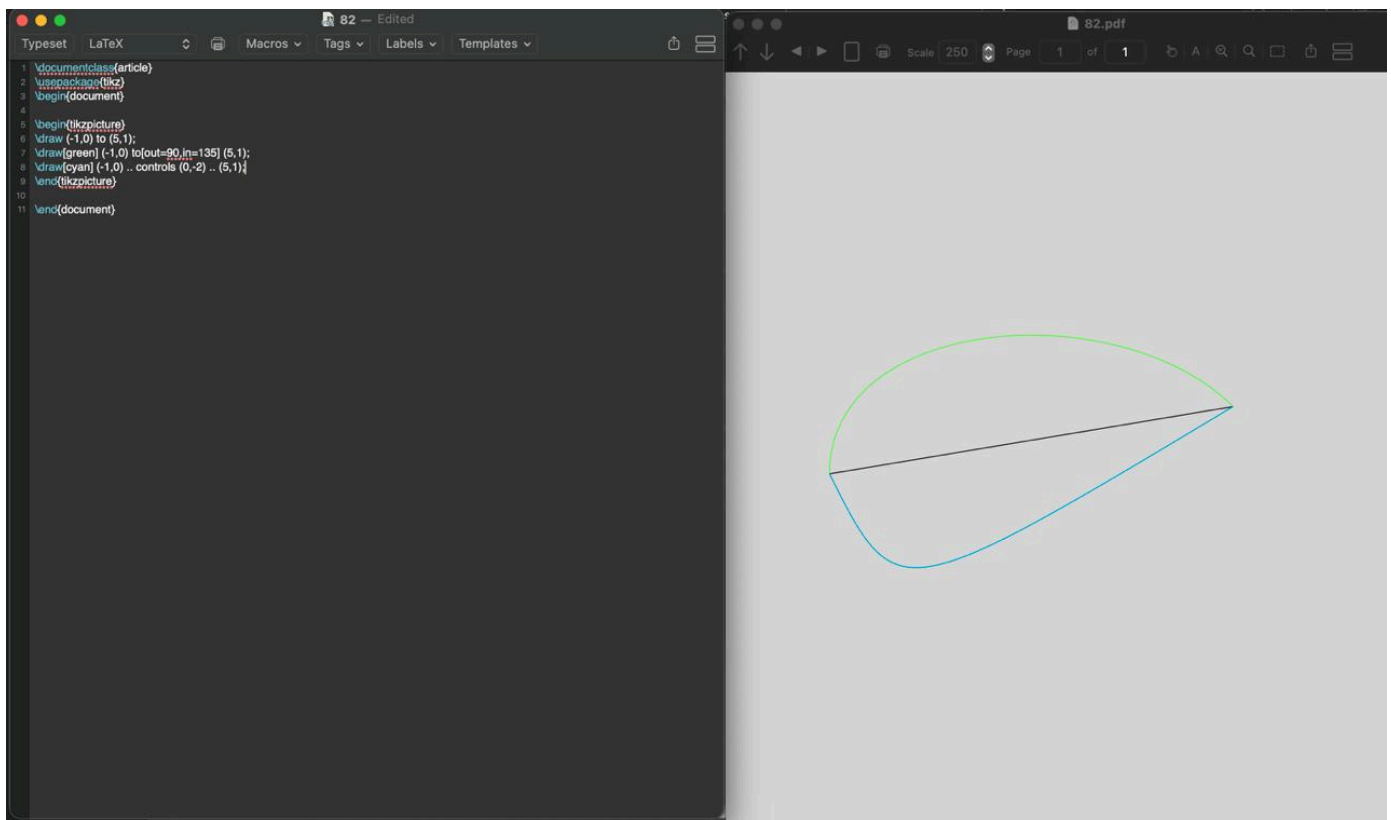 82 — Edited
Typeset LaTeX Macros Tags Labels Templates
1 \documentclass{article}
2 \usepackage{tikz}
3 \begin{document}
4
5 \begin{tikzpicture}
6 \draw (-1,0) to (5,1);
7 \draw[green] (-1,0) to[out=90,in=135] (5,1);
8 \draw[cyan] (-1,0) .. controls (0,-2) .. (5,1);
9 \end{tikzpicture}
10
11 \end{document}
82.pdf
Scale 250 Page 1 of 1 A